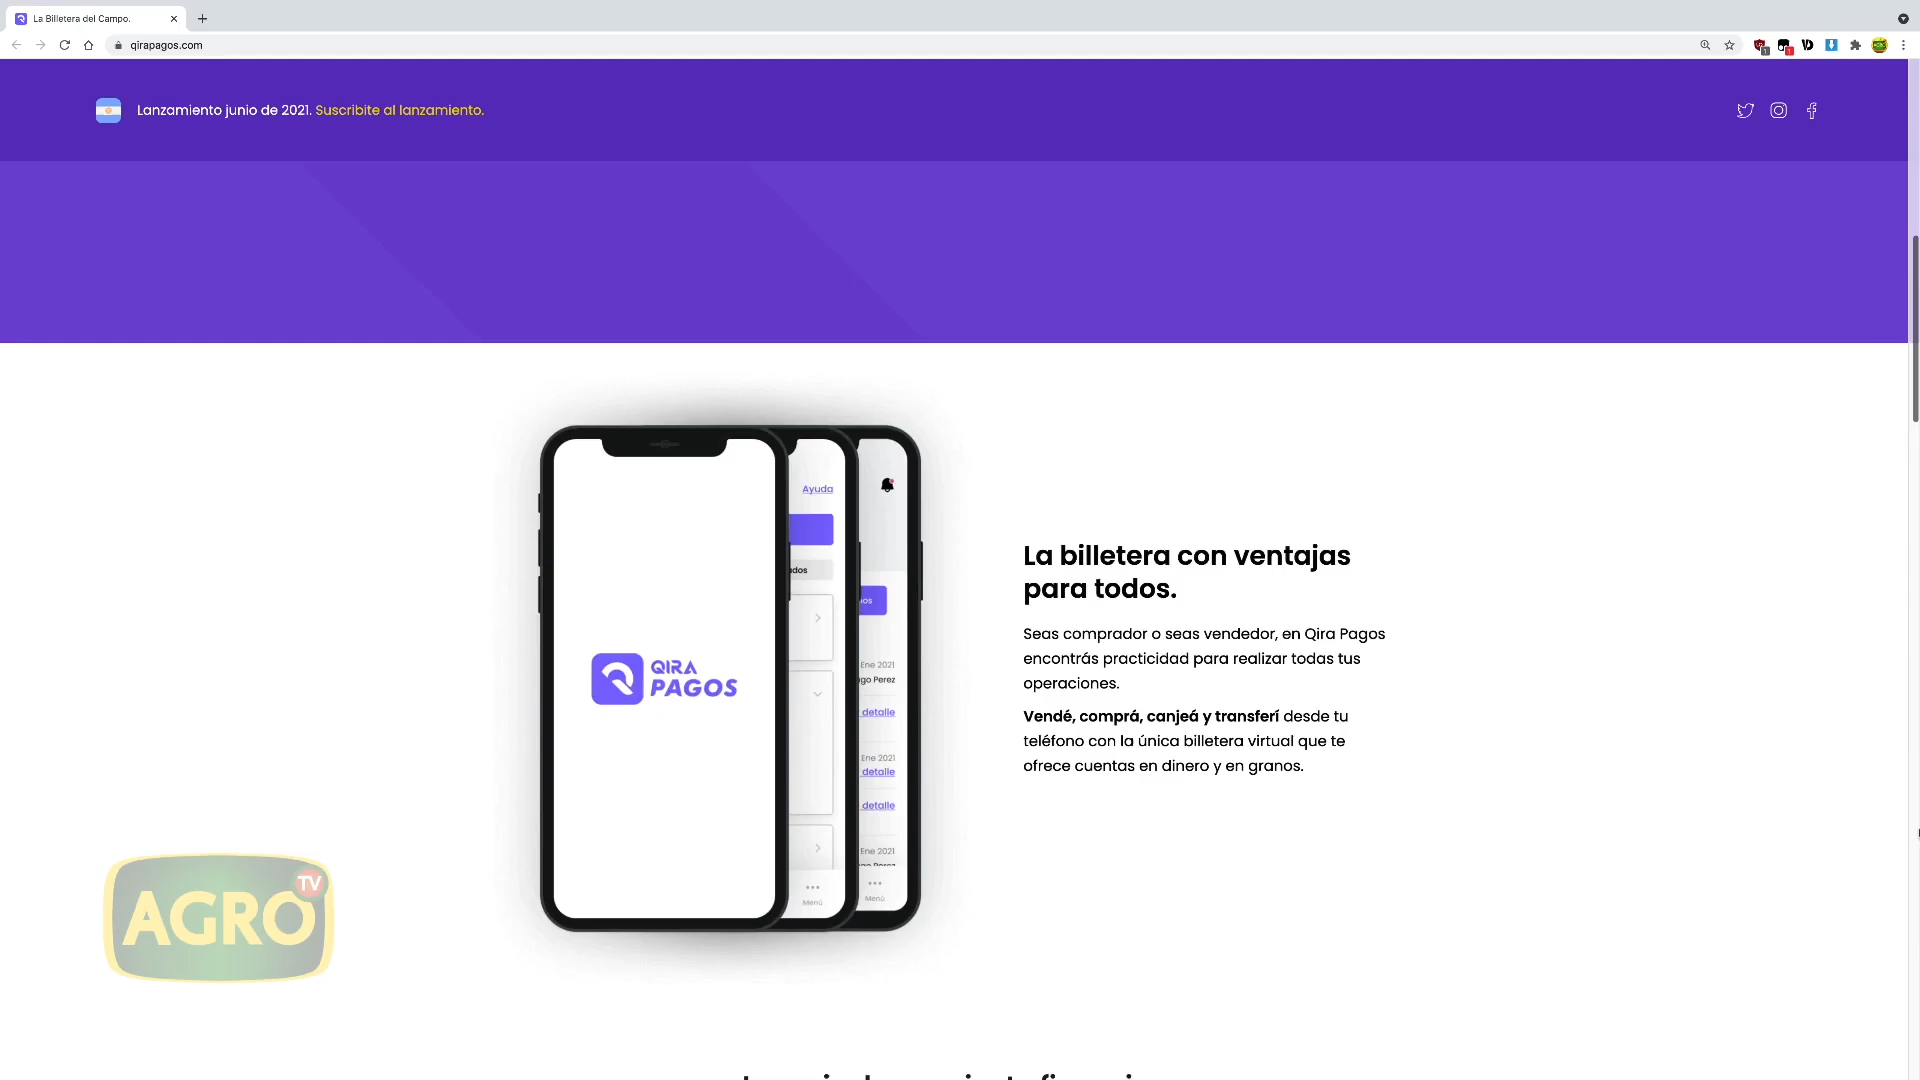 La Billetera del Campo.
qirapagos.com
Lanzamiento junio de 2021. Suscribite al lanzamiento.
Ayuda
QIRA
PAGOS
Ene 2021
detalle
Ene 2021
detalle
detalle
Ene 2021
Menú
Menú
La billetera con ventajas
para todos.
Seas comprador o seas vendedor, en Qira Pagos
encontrás practicidad para realizar todas tus
operaciones.
Vendé, comprá, canjeá y transferí desde tu
teléfono con la única billetera virtual que te
ofrece cuentas en dinero y en granos.
AGRO
TV